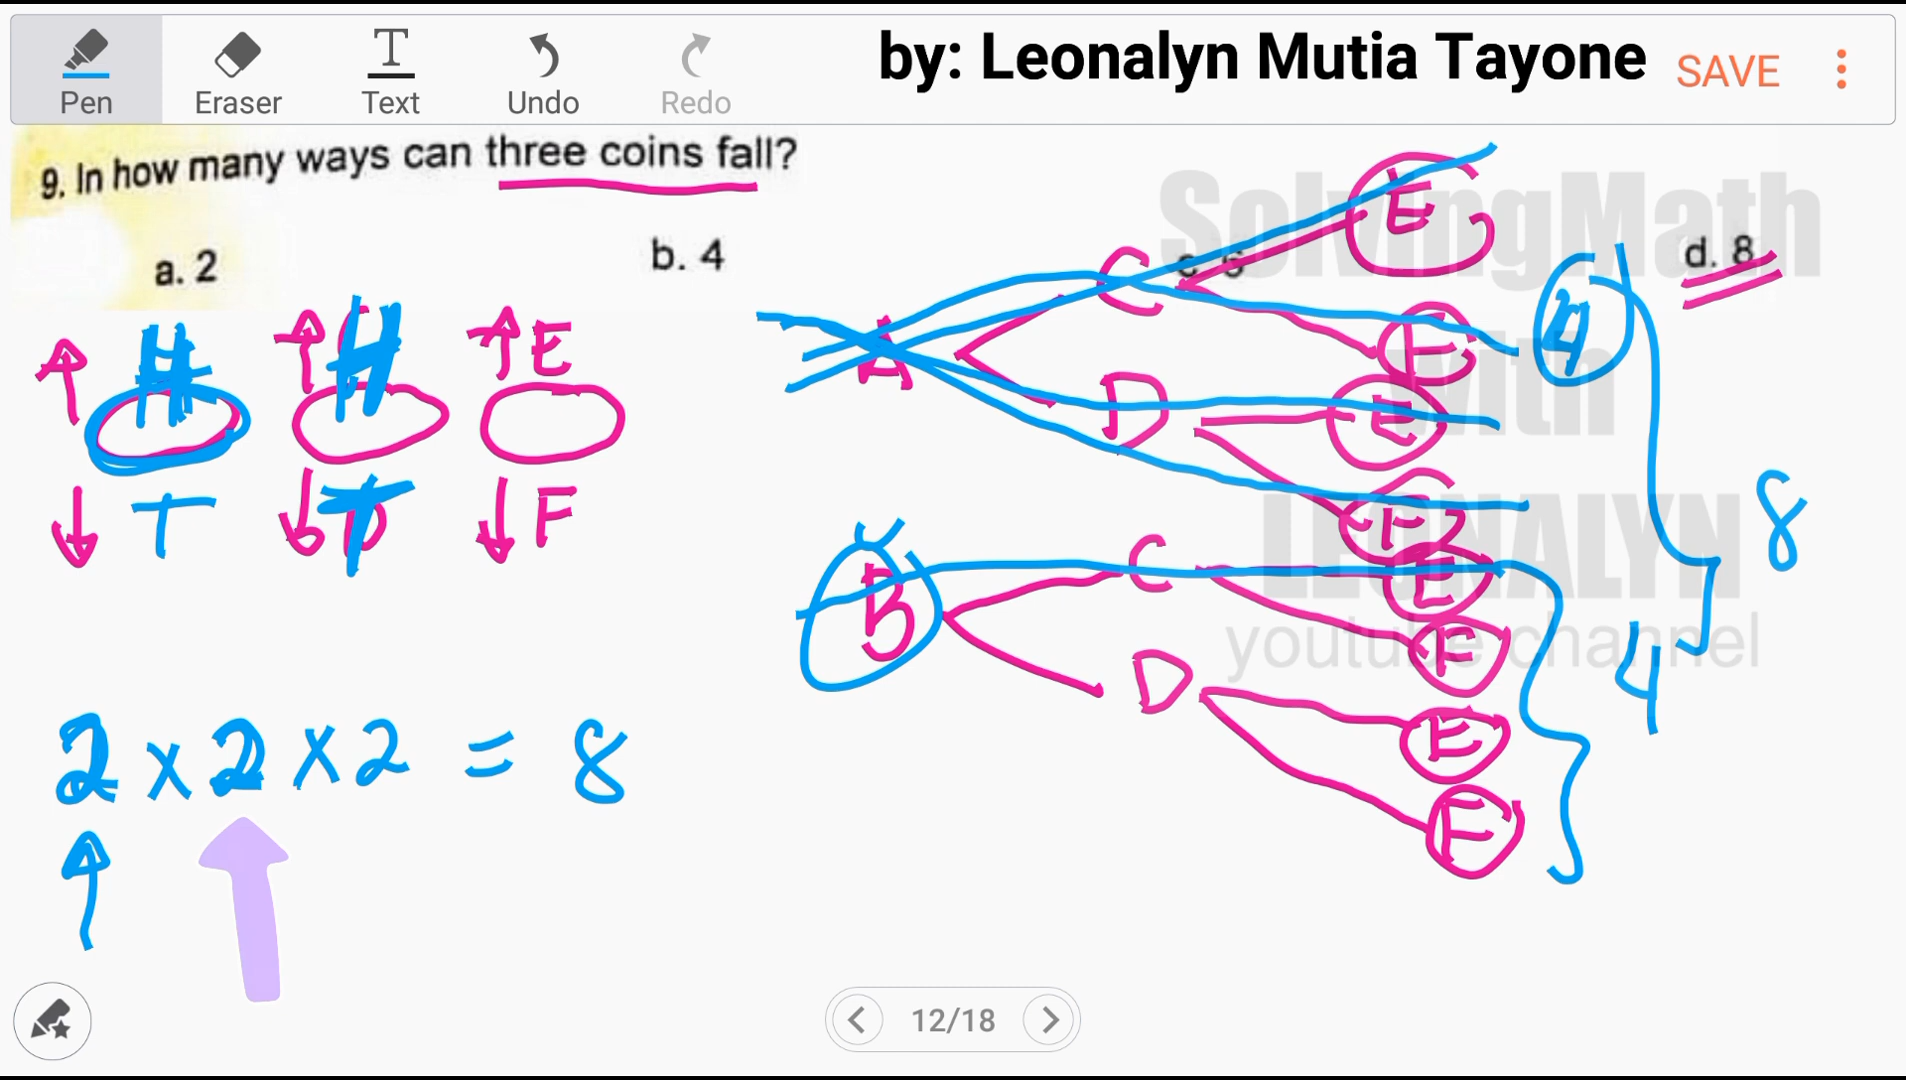 Pen
Eraser
Text
Undo
Redo
by: Leonalyn Mutia Tayone
SAVE
9. In how many ways can three coins fall?
a. 2
b. 4
c. 6
d. 8
SolvingMath
with
LEONALYN
youtube channel
H H E
T T F
A C E
F
D E
F
B C E
F
D E
F
4
4
8
2 x 2 x 2 = 8
12/18